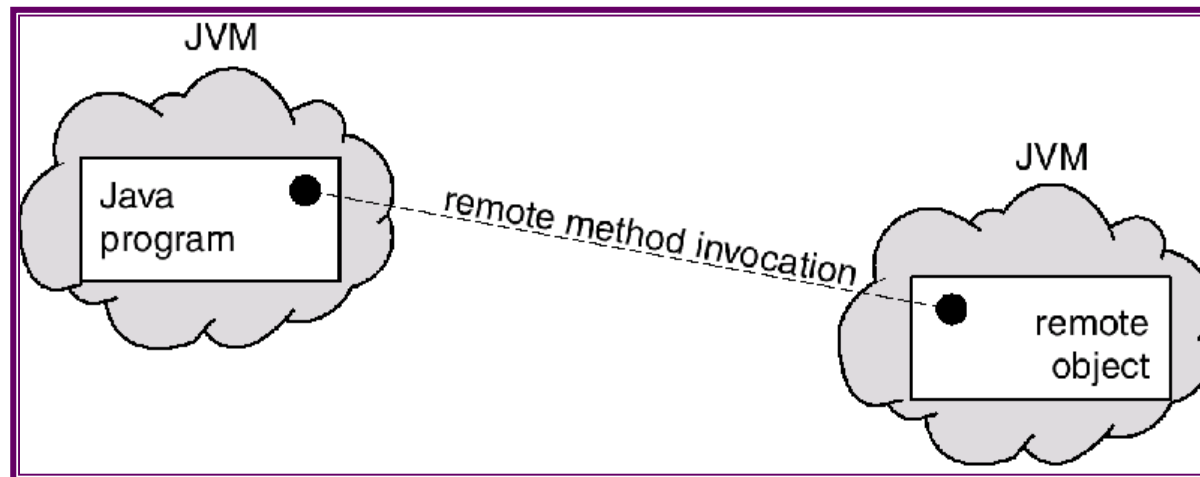 JVM
Java
program
remote method invocation
JVM
remote
object